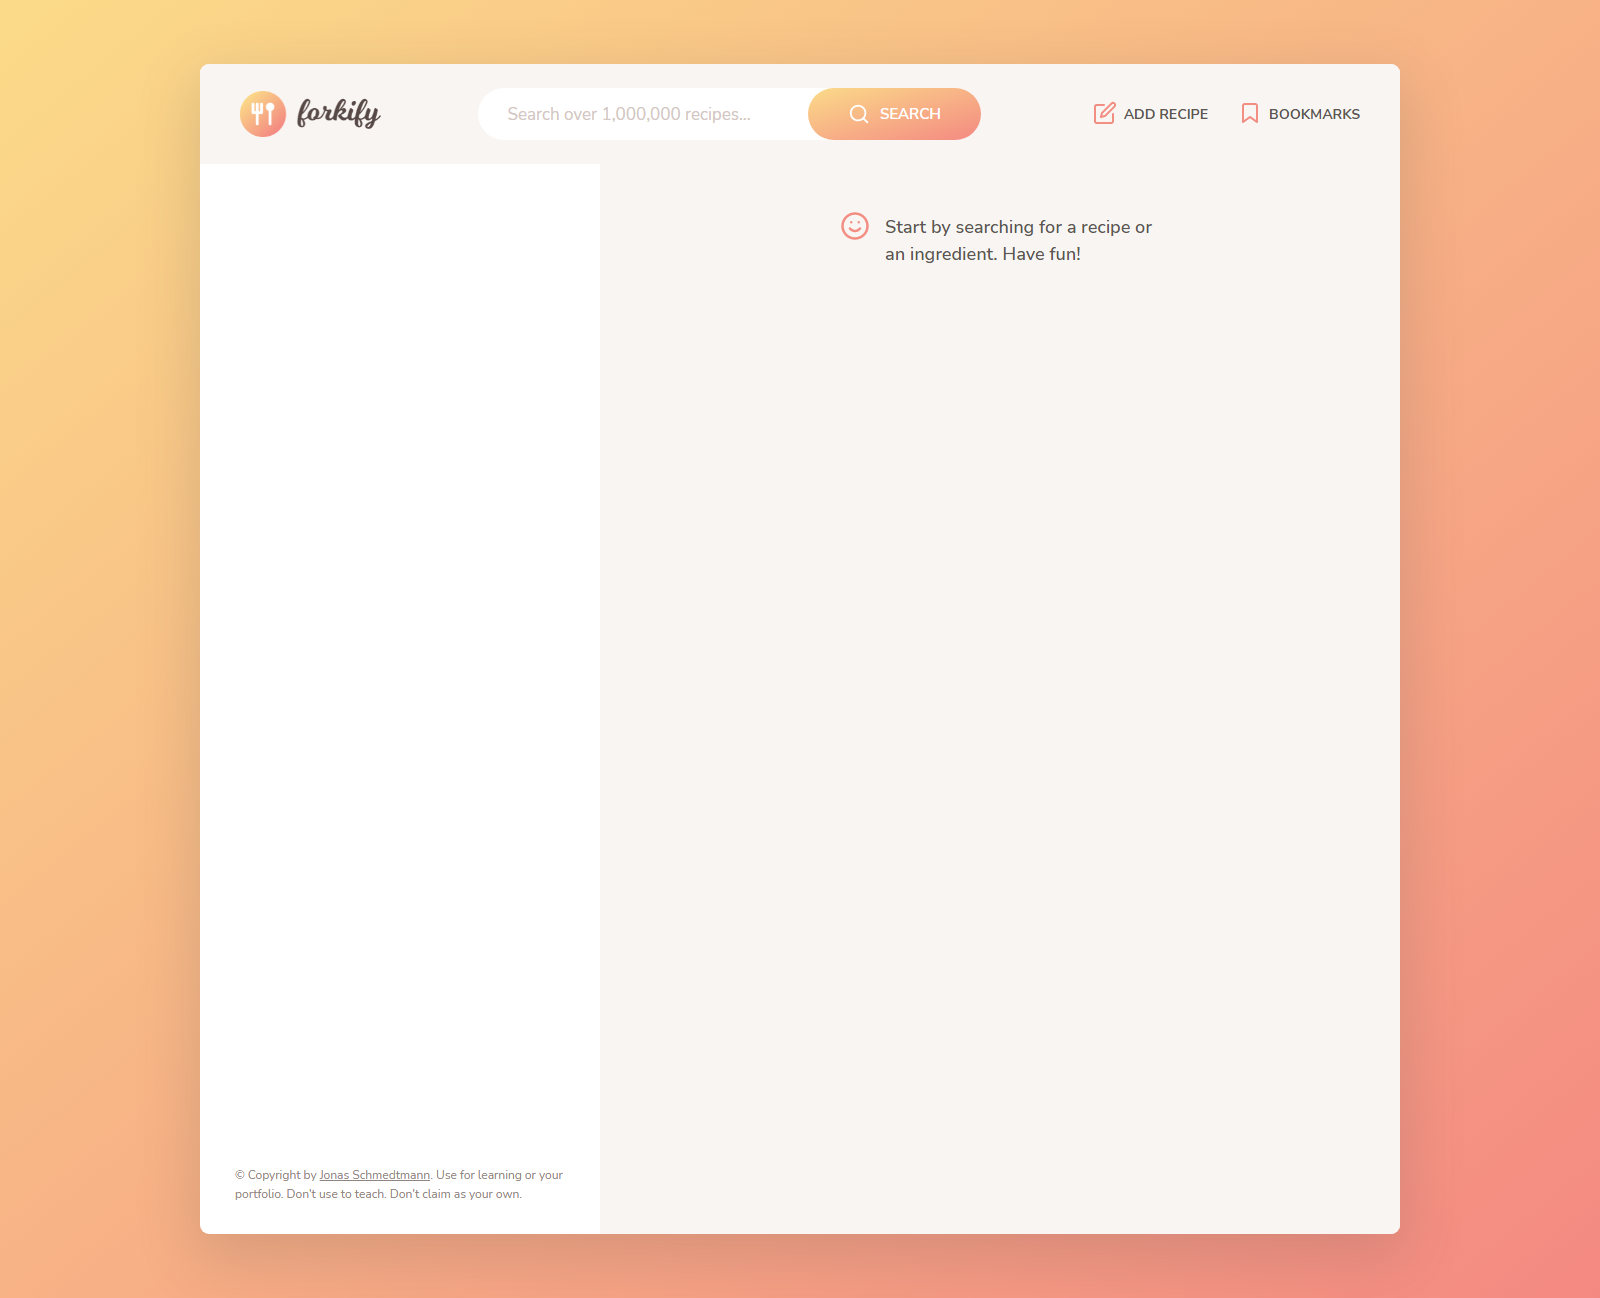 forkify
Search over 1,000,000 recipes...
SEARCH
ADD RECIPE
BOOKMARKS
Start by searching for a recipe or
an ingredient. Have fun!
© Copyright by Jonas Schmedtmann. Use for learning or your
portfolio. Don't use to teach. Don't claim as your own.